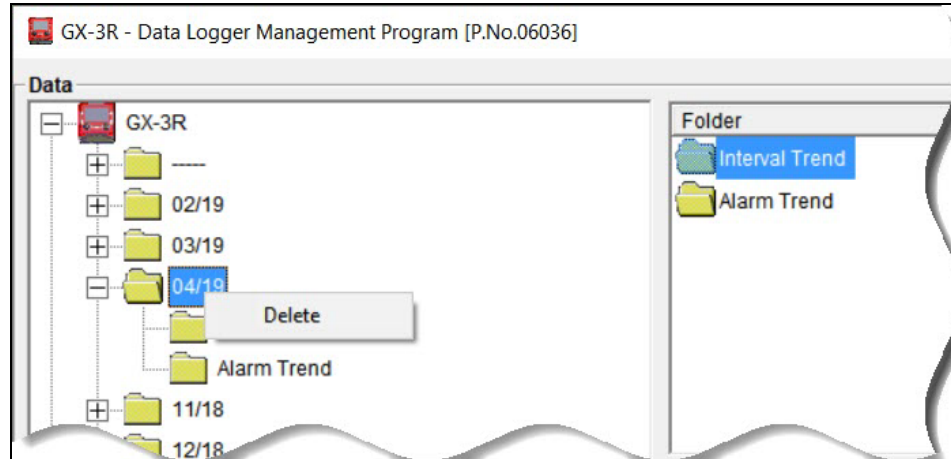 GX-3R - Data Logger Management Program [P.No.06036]
Data
GX-3R
-----
02/19
03/19
04/19
Delete
Alarm Trend
11/18
12/18
Folder
Interval Trend
Alarm Trend